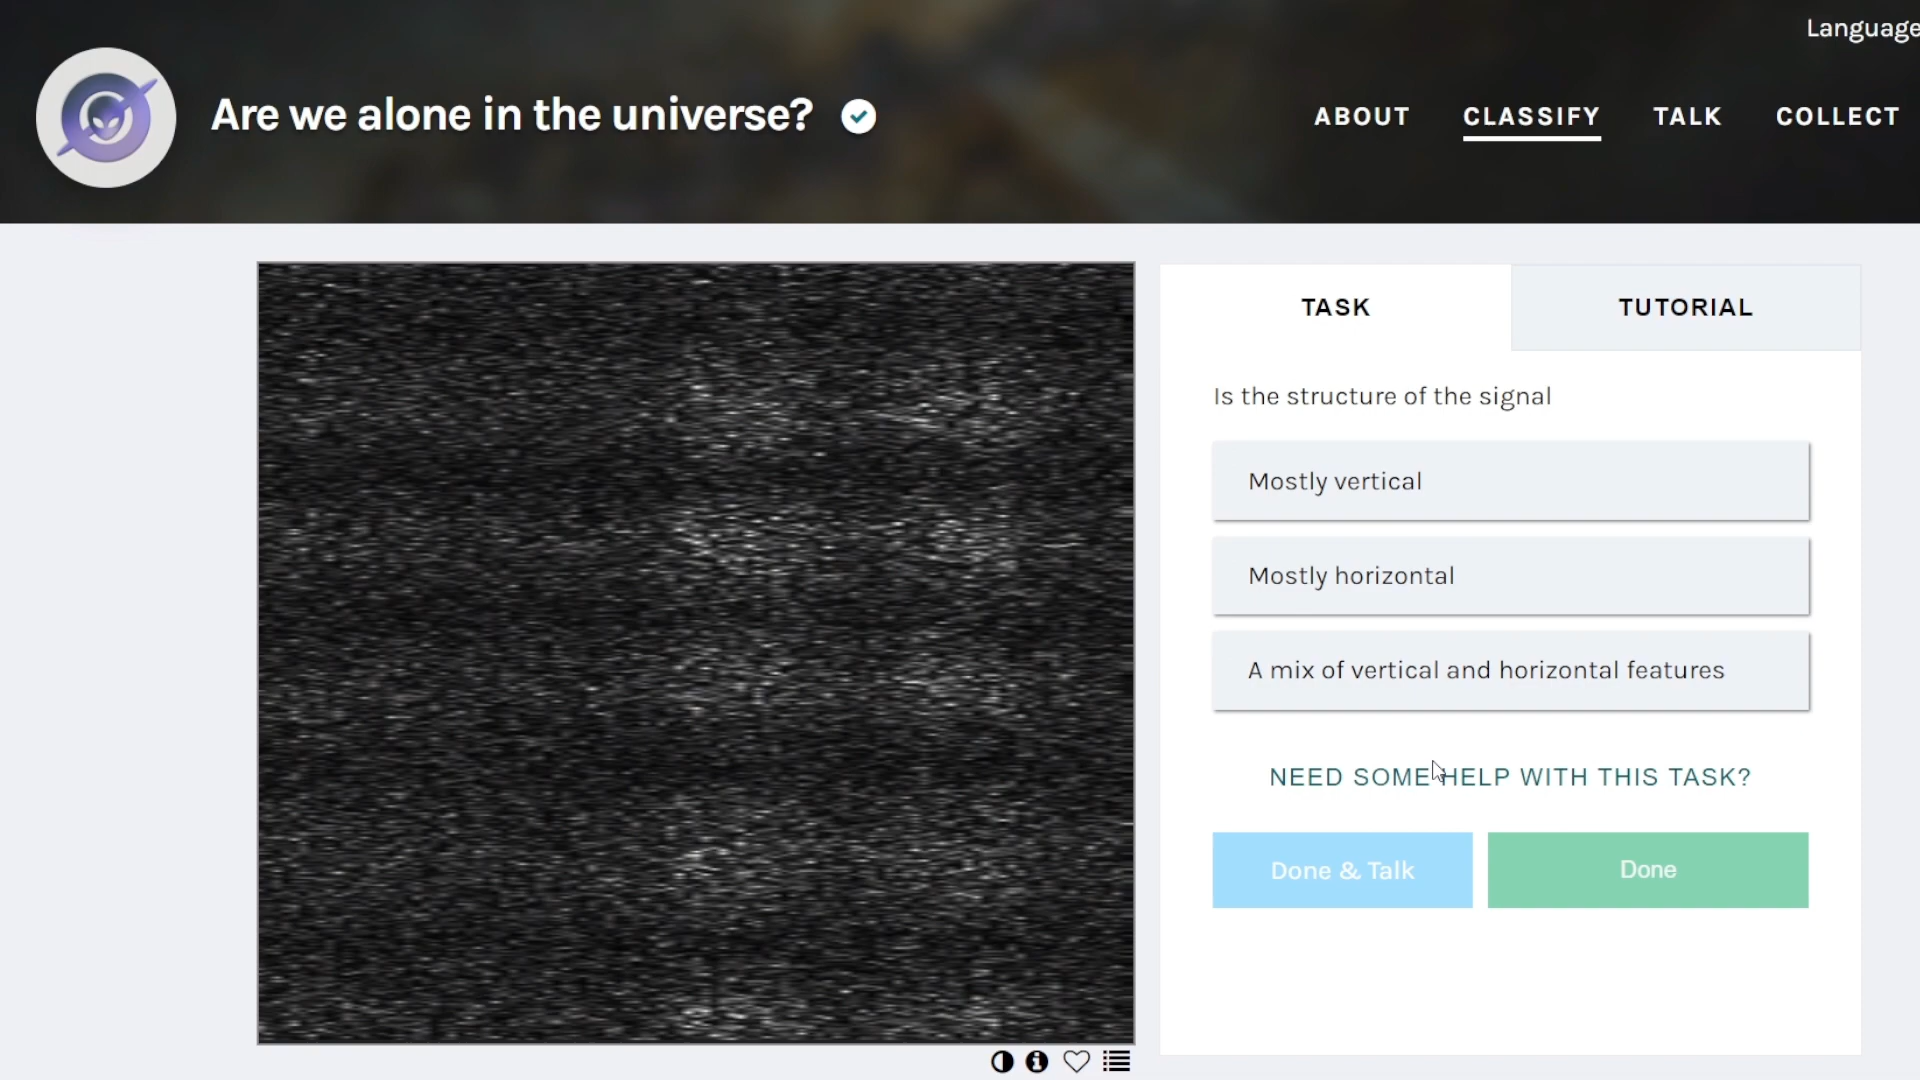 Language
Are we alone in the universe?
ABOUT CLASSIFY TALK COLLECT
TASK
TUTORIAL
Is the structure of the signal
Mostly vertical
Mostly horizontal
A mix of vertical and horizontal features
NEED SOME HELP WITH THIS TASK?
Done & Talk
Done